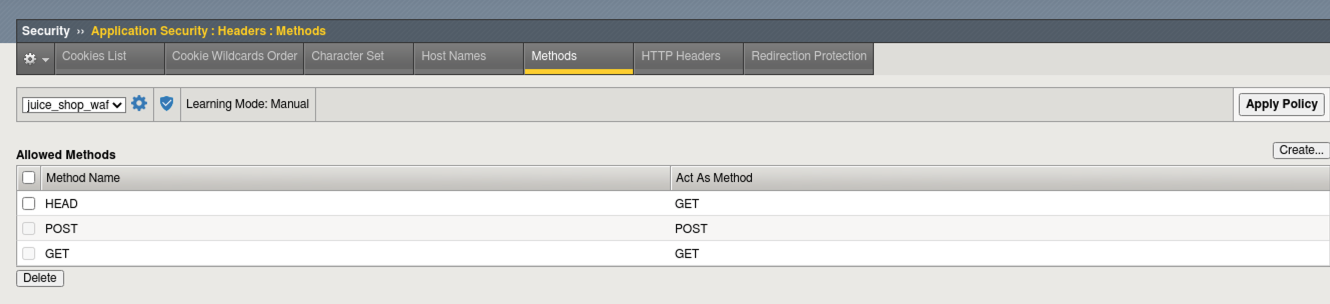 Security ›› Application Security : Headers : Methods
Cookies List Cookie Wildcards Order Character Set Host Names Methods HTTP Headers Redirection Protection
juice_shop_waf Learning Mode: Manual Apply Policy
Allowed Methods Create...
Method Name Act As Method
HEAD GET
POST POST
GET GET
Delete